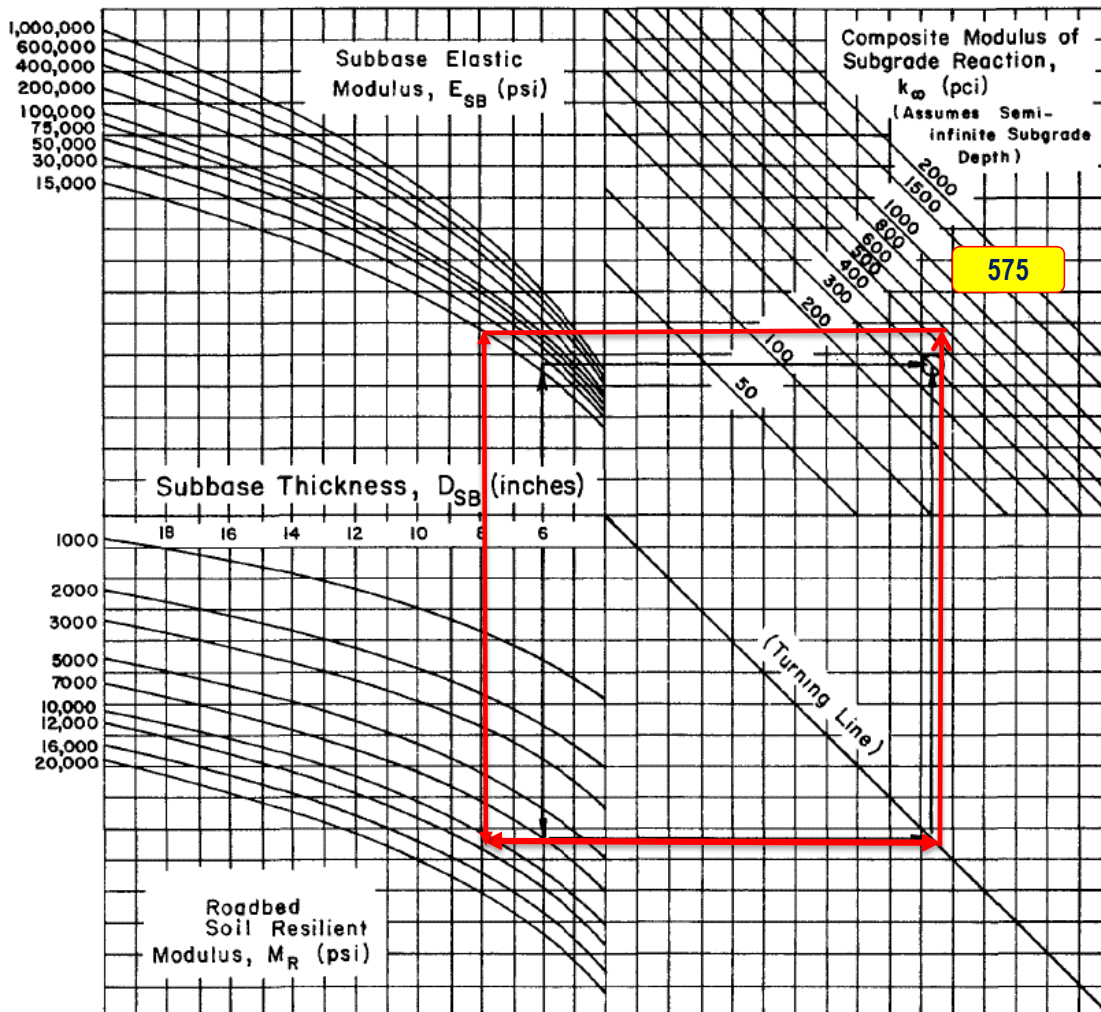 1,000,000
600,000
400,000
200,000
100,000
75,000
50,000
30,000
15,000
Subbase Elastic
Modulus, E_SB (psi)
Composite Modulus of
Subgrade Reaction,
k∞ (pci)
(Assumes Semi-
infinite Subgrade
Depth)
2000
1500
1000
800
600
500
400
300
200
100
50
575
Subbase Thickness, D_SB (inches)
18 16 14 12 10 8 6
1000
2000
3000
5000
7000
10,000
12,000
16,000
20,000
(Turning Line)
Roadbed
Soil Resilient
Modulus, M_R (psi)